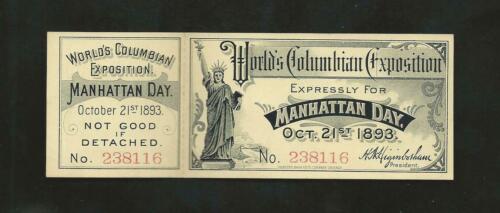 WORLD'S COLUMBIAN
EXPOSITION.
MANHATTAN DAY.
October 21ST 1893.
NOT GOOD
IF
DETACHED.
No. 238116
World's Columbian Exposition
EXPRESSLY FOR
MANHATTAN DAY,
OCT. 21ST 1893.
No. 238116
H.N. Higinbotham
President.